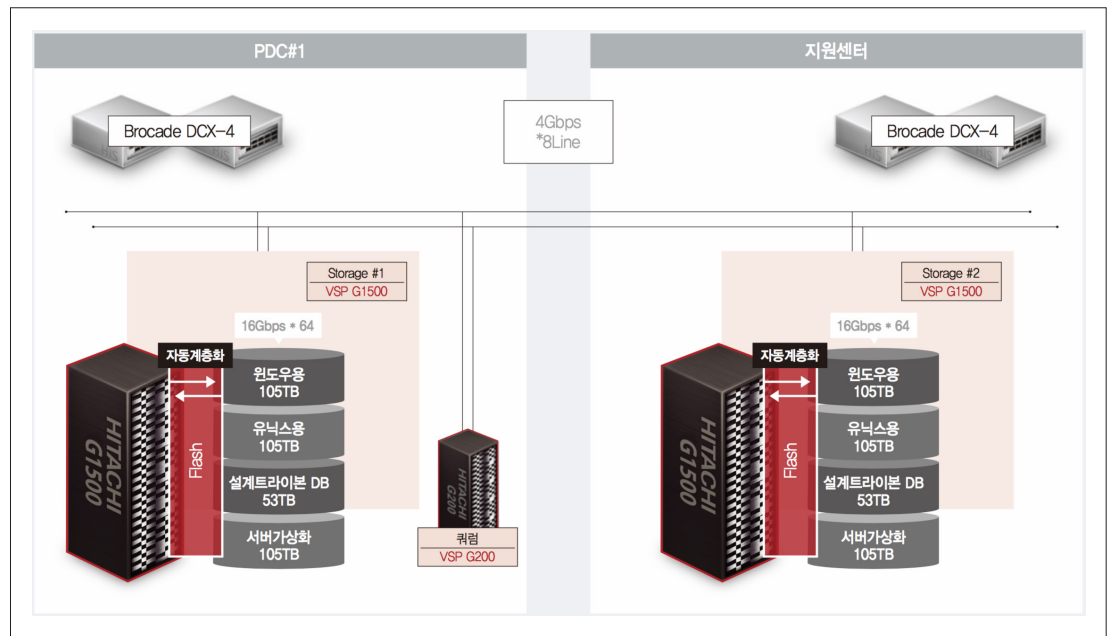 PDC#1
지원센터
Brocade DCX-4
4Gbps
*8Line
Brocade DCX-4
Storage #1
VSP G1500
16Gbps * 64
자동계층화
윈도우용
105TB
유닉스용
105TB
설계트라이본 DB
53TB
서버가상화
105TB
Flash
HITACHI
G1500
HITACHI
G200
쿼럼
VSP G200
Storage #2
VSP G1500
16Gbps * 64
자동계층화
윈도우용
105TB
유닉스용
105TB
설계트라이본 DB
53TB
서버가상화
105TB
Flash
HITACHI
G1500